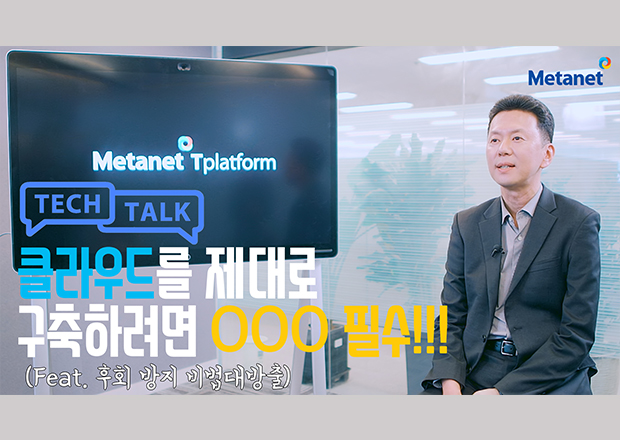 Metanet
Metanet Tplatform
TECH
TALK
클라우드를 제대로
구축하려면 OOO 필수!!!
(Feat. 후회 방지 비법대방출)